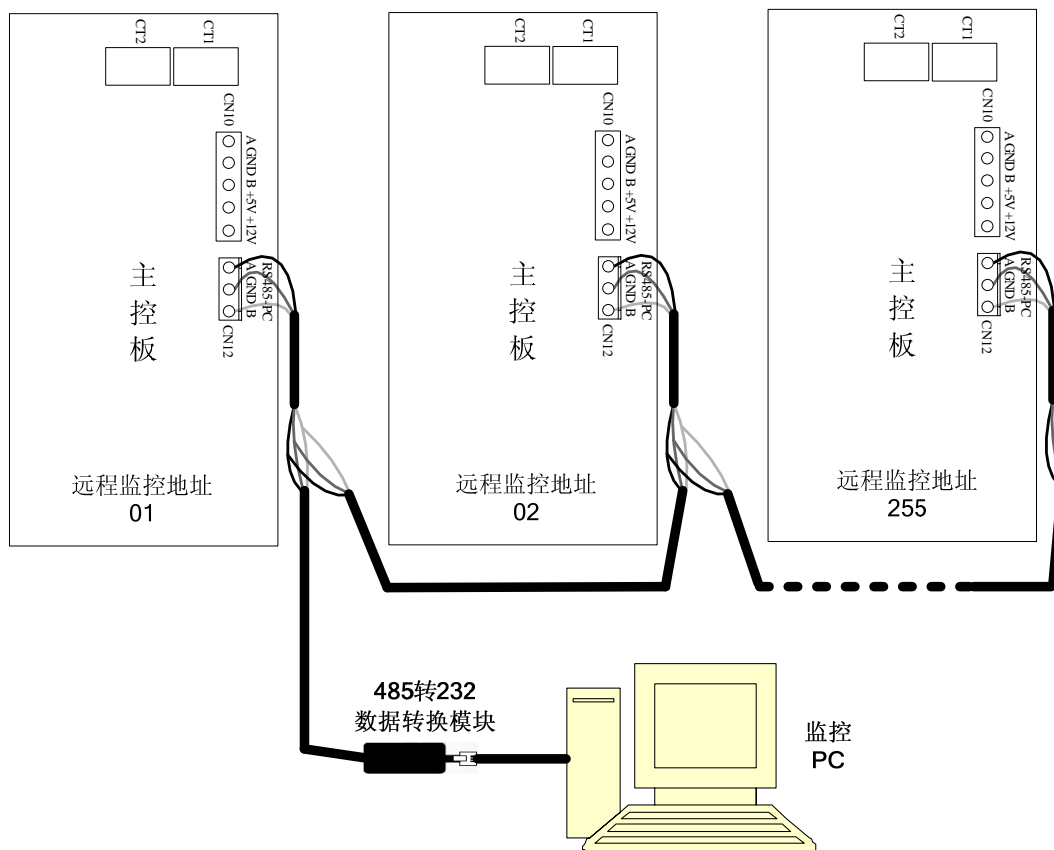 CT2
CT1
CN10
A GND B +5V +12V
RS485-PC
A GND B
CN12
主控板
远程监控地址
01
CT2
CT1
CN10
A GND B +5V +12V
RS485-PC
A GND B
CN12
主控板
远程监控地址
02
CT2
CT1
CN10
A GND B +5V +12V
RS485-PC
A GND B
CN12
主控板
远程监控地址
255
485转232
数据转换模块
监控
PC